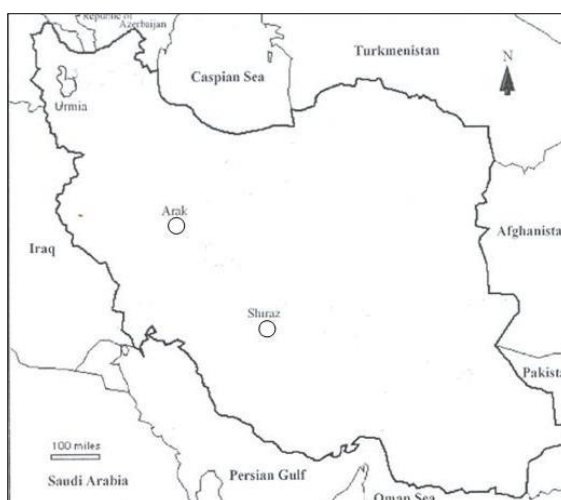 Republic of
Azerbaijan
Turkmenistan
Caspian Sea
N
Urmia
Arak
Iraq
Afghanista
Shiraz
Pakista
100 miles
Saudi Arabia
Persian Gulf
Oman Sea